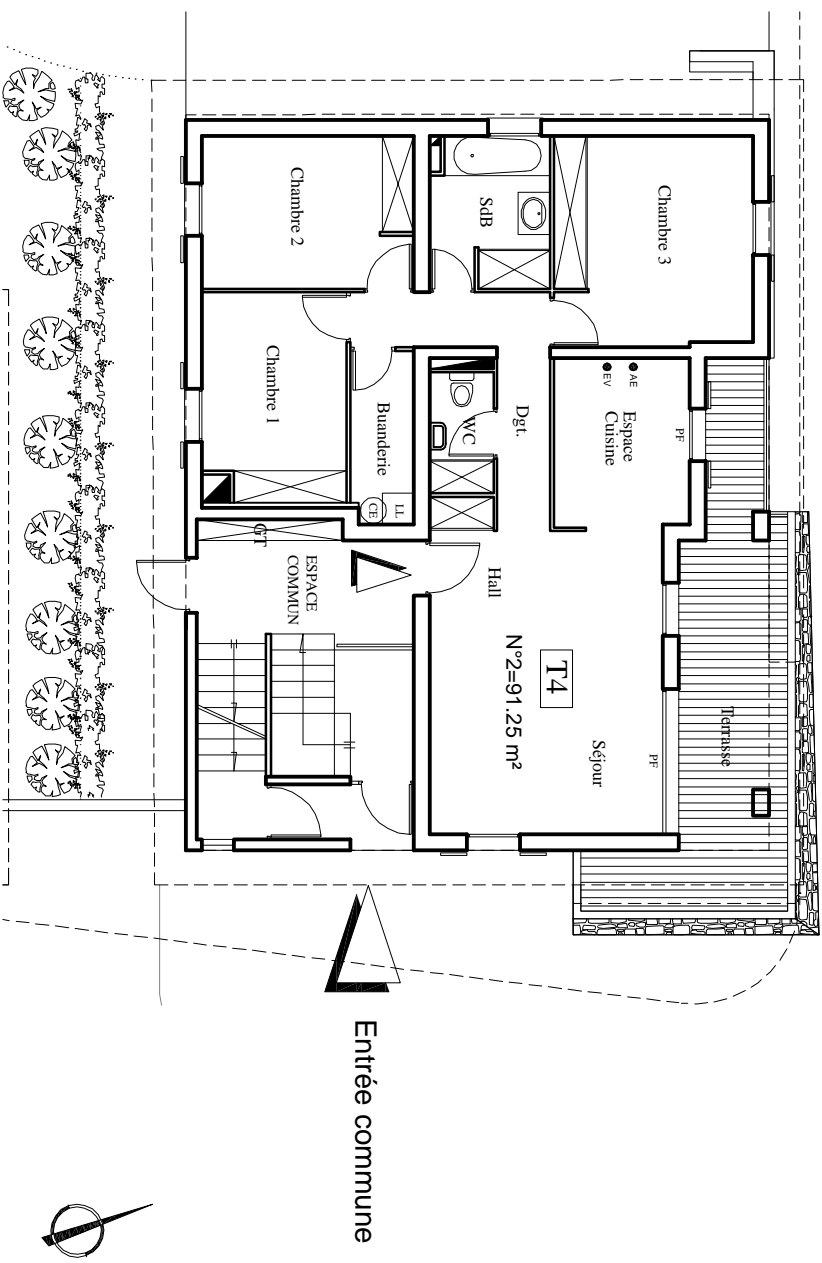 Chambre 3
SdB
Chambre 2
Chambre 1
Buanderie
LL
CE
WC
Dgt.
AE
EV
Espace
Cuisine
PF
Hall
T4
N°2=91.25 m²
Séjour
PF
Terrasse
GT
ESPACE
COMMUN
Entrée commune